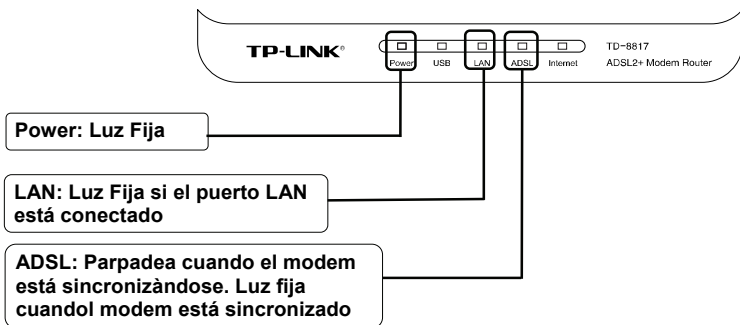 TP-LINK®
Power USB LAN ADSL Internet
TD-8817
ADSL2+ Modem Router
Power: Luz Fija
LAN: Luz Fija si el puerto LAN
está conectado
ADSL: Parpadea cuando el modem
está sincronizàndose. Luz fija
cuandol modem está sincronizado